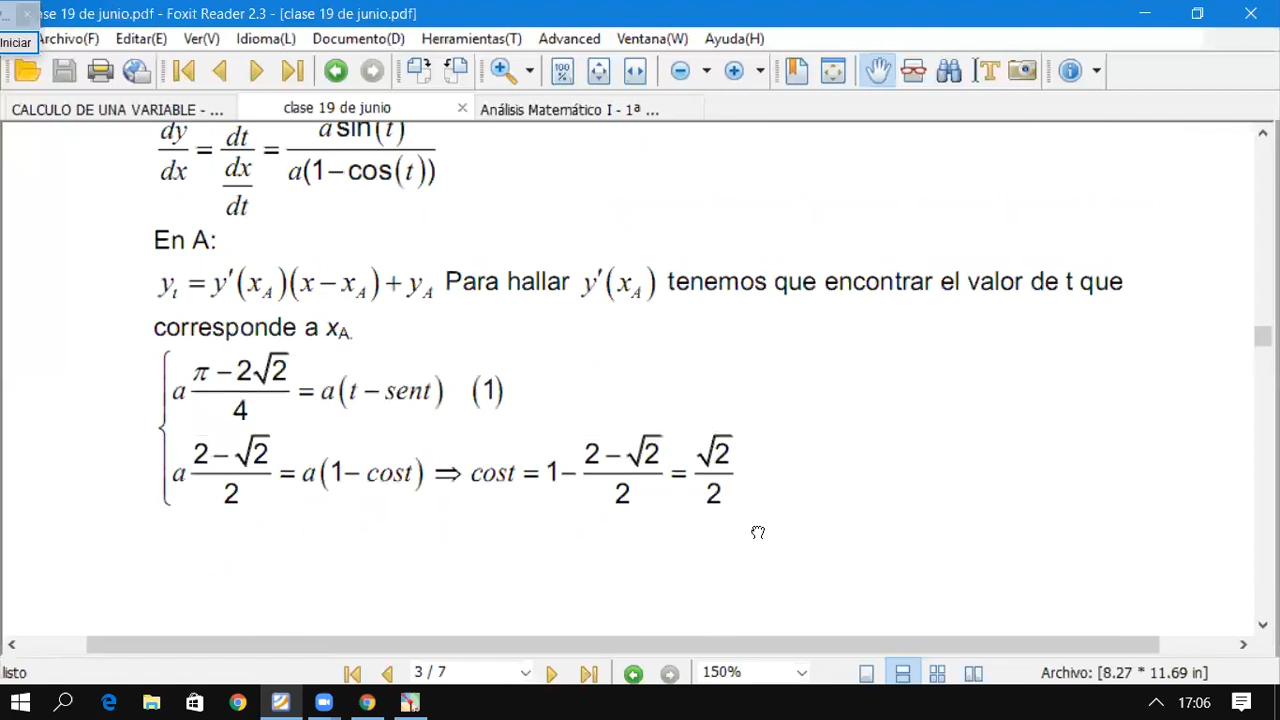 ...
ase 19 de junio.pdf - Foxit Reader 2.3 - [clase 19 de junio.pdf]
Iniciar
Archivo(F) Editar(E) Ver(V) Idioma(L) Documento(D) Herramientas(T) Advanced Ventana(W) Ayuda(H)
CALCULO DE UNA VARIABLE - ... clase 19 de junio Análisis Matemático I - 1ª ...
dy/dx = (dt)/(dx/dt) = a sin(t)/a(1−cos(t))
En A:
y_t = y'(x_A)(x − x_A) + y_A Para hallar y'(x_A) tenemos que encontrar el valor de t que
corresponde a x_A.
a (π − 2√2)/4 = a(t − sent) (1)
a (2 − √2)/2 = a(1 − cost) ⇒ cost = 1 − (2 − √2)/2 = √2/2
listo 3 / 7 150% Archivo: [8.27 * 11.69 in]
17:06